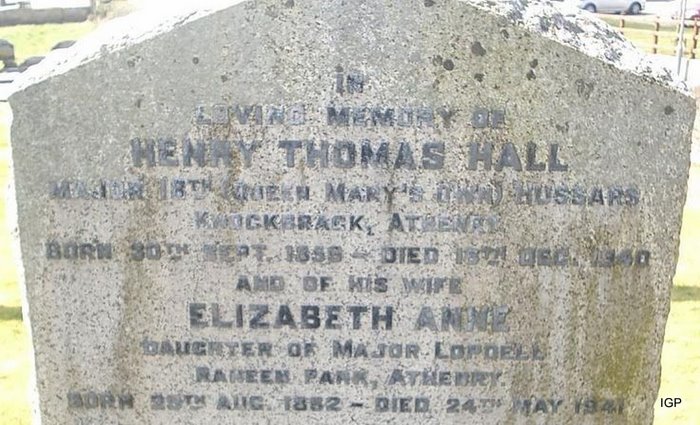 IN
LOVING MEMORY OF
HENRY THOMAS HALL
MAJOR 18TH (QUEEN MARY'S OWN) HUSSARS
KNOCKBRACK, ATHENRY.
BORN 30TH SEPT. 1858 – DIED DEC. 1940
AND OF HIS WIFE
ELIZABETH ANNE
DAUGHTER OF MAJOR LOPDELL
RAHEEN PARK, ATHENRY.
BORN AUG. 1862 – DIED 24TH MAY 1941
IGP